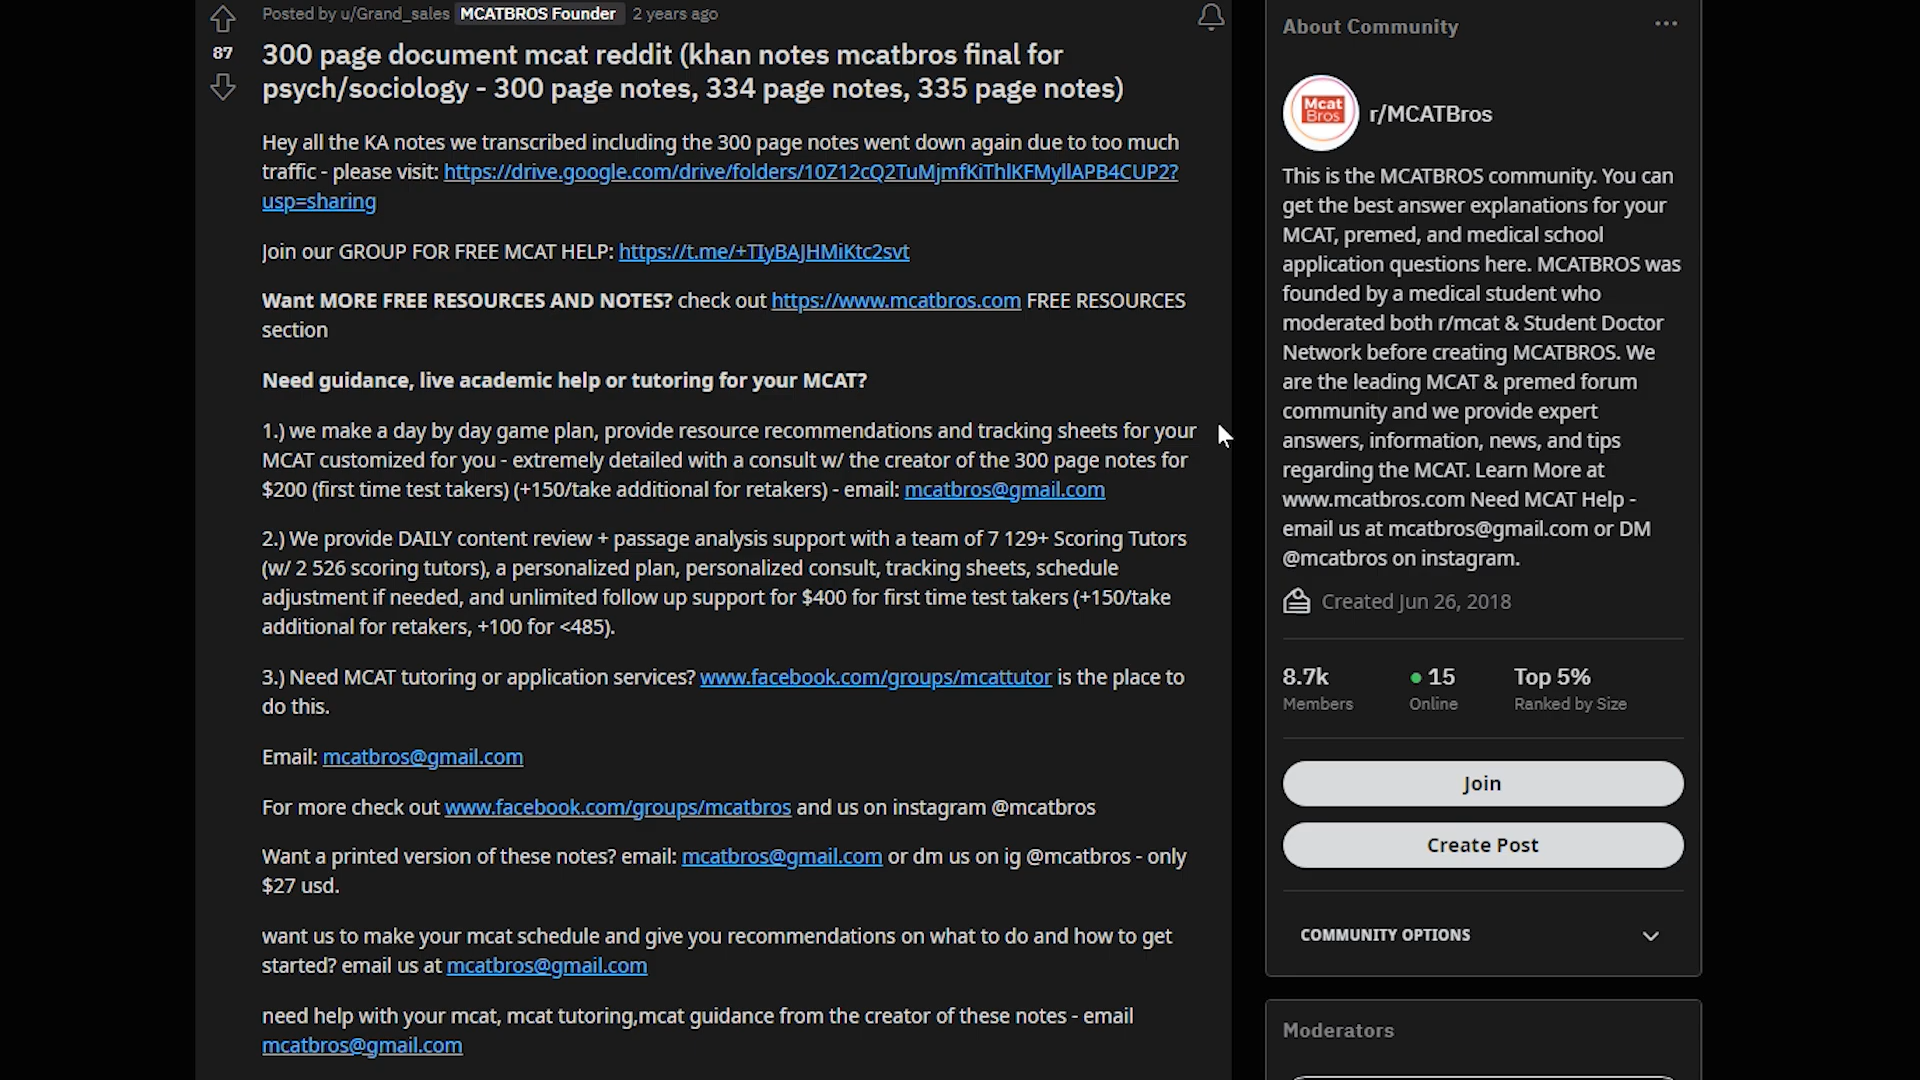 Posted by u/Grand_sales MCATBROS Founder 2 years ago
87
300 page document mcat reddit (khan notes mcatbros final for
psych/sociology - 300 page notes, 334 page notes, 335 page notes)
Hey all the KA notes we transcribed including the 300 page notes went down again due to too much
traffic - please visit: https://drive.google.com/drive/folders/10Z12cQ2TuMjmfKiThlKFMyllAPB4CUP2?
usp=sharing
Join our GROUP FOR FREE MCAT HELP: https://t.me/+TIyBAJHMiKtc2svt
Want MORE FREE RESOURCES AND NOTES? check out https://www.mcatbros.com FREE RESOURCES
section
Need guidance, live academic help or tutoring for your MCAT?
1.) we make a day by day game plan, provide resource recommendations and tracking sheets for your
MCAT customized for you - extremely detailed with a consult w/ the creator of the 300 page notes for
$200 (first time test takers) (+150/take additional for retakers) - email: mcatbros@gmail.com
2.) We provide DAILY content review + passage analysis support with a team of 7 129+ Scoring Tutors
(w/ 2 526 scoring tutors), a personalized plan, personalized consult, tracking sheets, schedule
adjustment if needed, and unlimited follow up support for $400 for first time test takers (+150/take
additional for retakers, +100 for <485).
3.) Need MCAT tutoring or application services? www.facebook.com/groups/mcattutor is the place to
do this.
Email: mcatbros@gmail.com
For more check out www.facebook.com/groups/mcatbros and us on instagram @mcatbros
Want a printed version of these notes? email: mcatbros@gmail.com or dm us on ig @mcatbros - only
$27 usd.
want us to make your mcat schedule and give you recommendations on what to do and how to get
started? email us at mcatbros@gmail.com
need help with your mcat, mcat tutoring,mcat guidance from the creator of these notes - email
mcatbros@gmail.com
About Community
Mcat
Bros
r/MCATBros
This is the MCATBROS community. You can
get the best answer explanations for your
MCAT, premed, and medical school
application questions here. MCATBROS was
founded by a medical student who
moderated both r/mcat & Student Doctor
Network before creating MCATBROS. We
are the leading MCAT & premed forum
community and we provide expert
answers, information, news, and tips
regarding the MCAT. Learn More at
www.mcatbros.com Need MCAT Help -
email us at mcatbros@gmail.com or DM
@mcatbros on instagram.
Created Jun 26, 2018
8.7k 15 Top 5%
Members Online Ranked by Size
Join
Create Post
COMMUNITY OPTIONS
Moderators